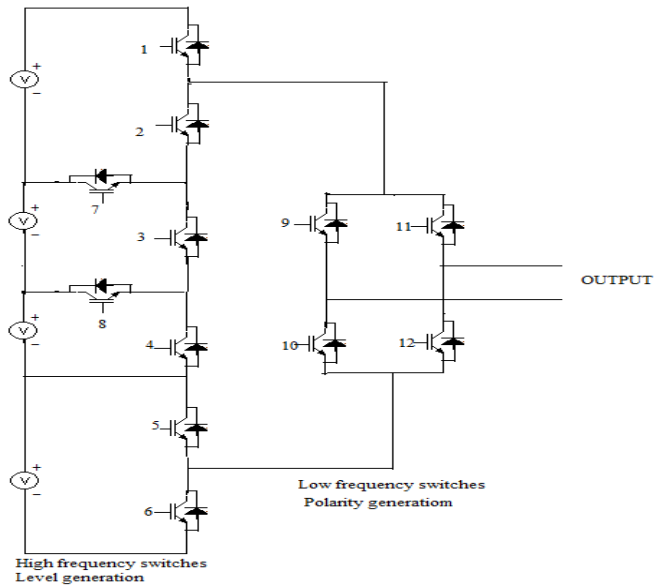 1
+
V
−
2
7
+
V
−
3
9
11
OUTPUT
8
+
V
−
4
10
12
5
+
V
−
6
Low frequency switches
Polarity generatiom
High frequency switches
Level generation